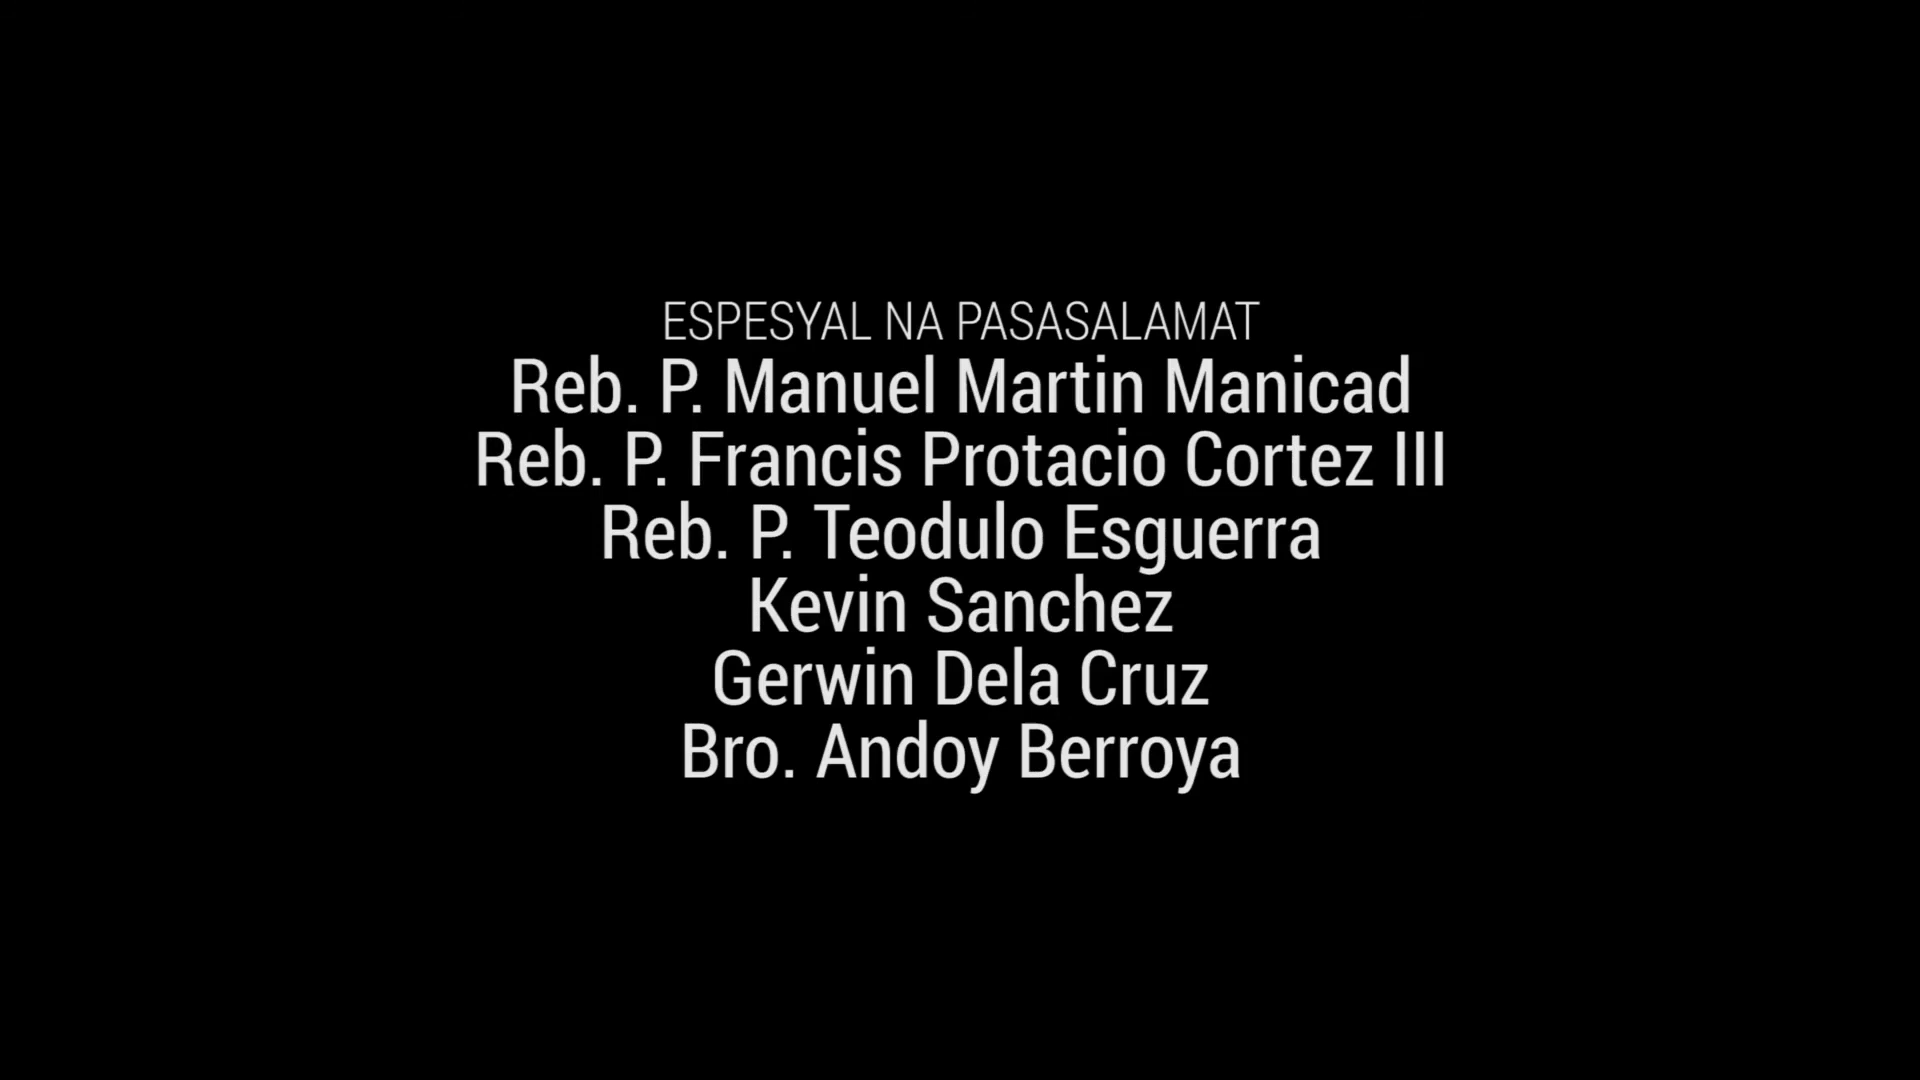 ESPESYAL NA PASASALAMAT
Reb. P. Manuel Martin Manicad
Reb. P. Francis Protacio Cortez III
Reb. P. Teodulo Esguerra
Kevin Sanchez
Gerwin Dela Cruz
Bro. Andoy Berroya